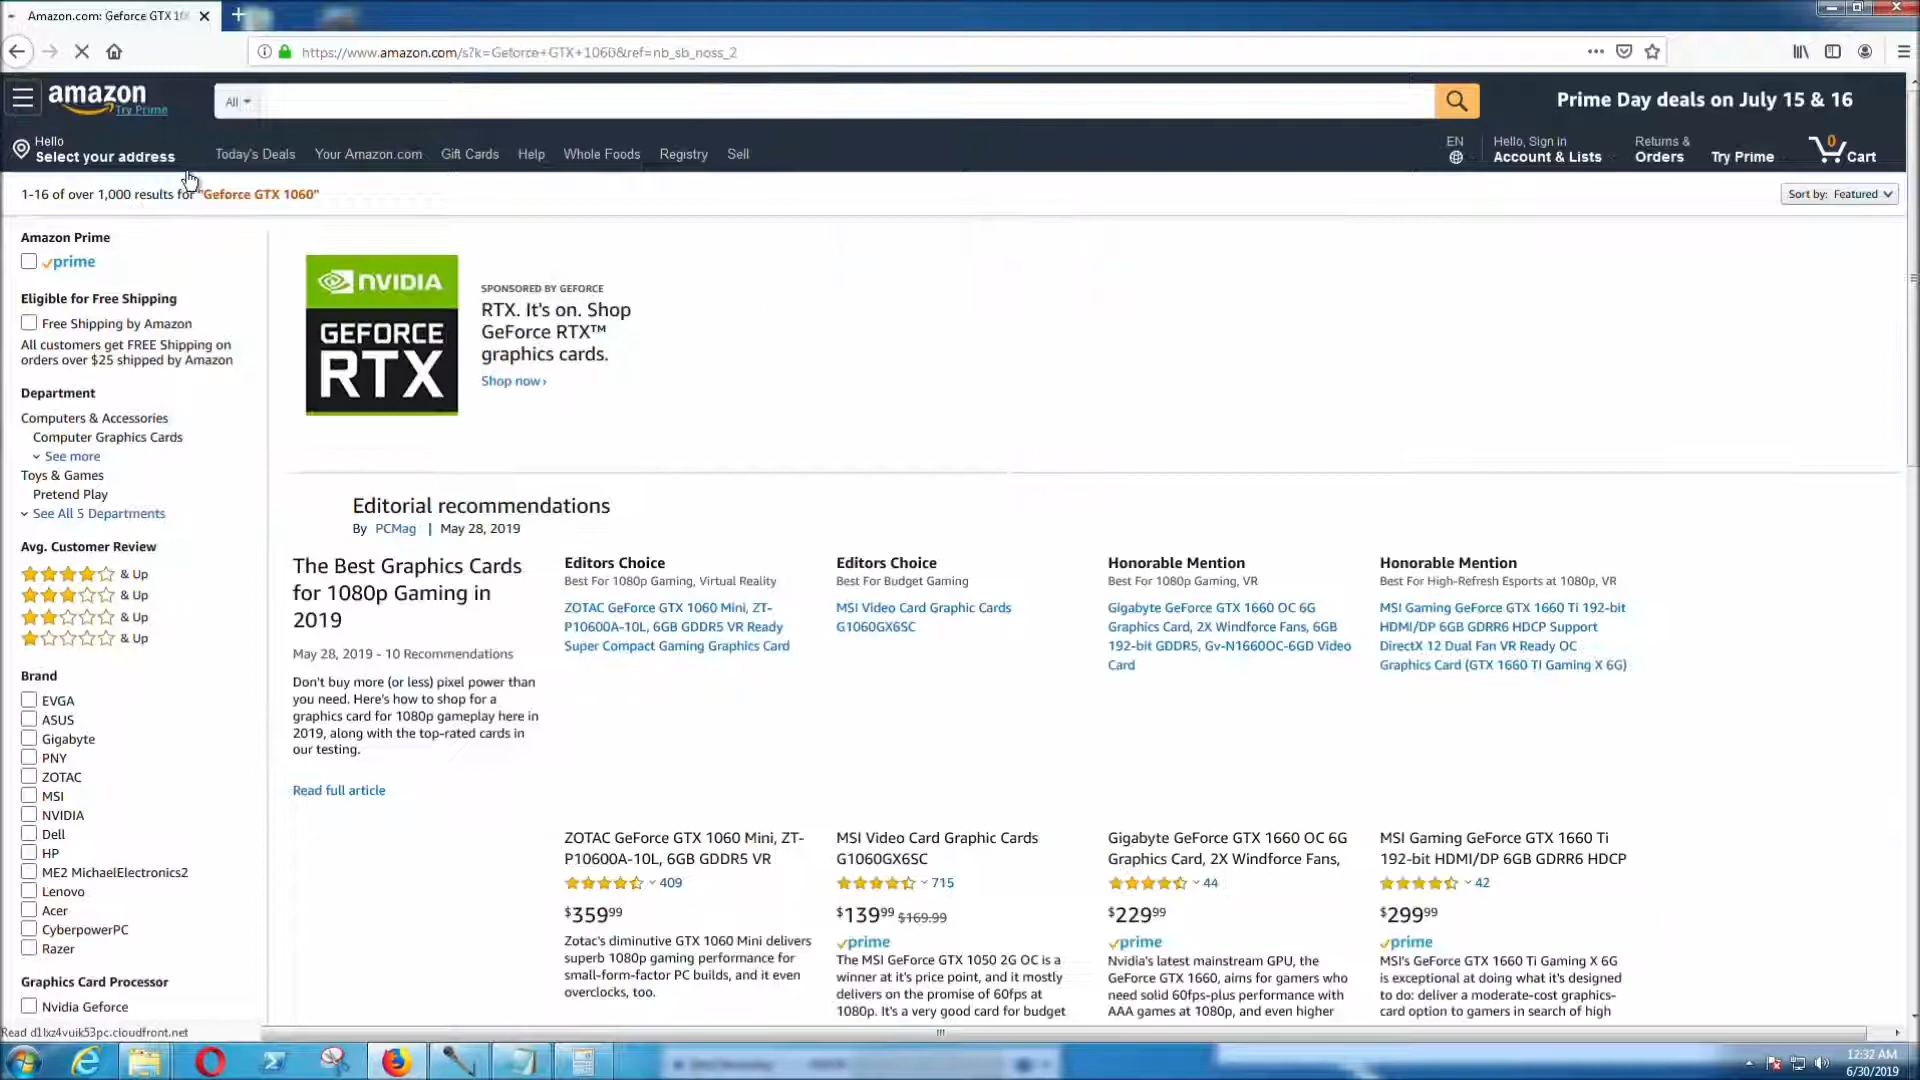 Amazon.com: Geforce GTX 10
https://www.amazon.com/s?k=Geforce+GTX+1060&ref=nb_sb_noss_2
amazon
Try Prime
All
Prime Day deals on July 15 & 16
Hello
Select your address
Today's Deals
Your Amazon.com
Gift Cards
Help
Whole Foods
Registry
Sell
EN
Hello, Sign in
Account & Lists
Returns &
Orders
Try Prime
0
Cart
1-16 of over 1,000 results for "Geforce GTX 1060"
Sort by: Featured
Amazon Prime
prime
Eligible for Free Shipping
Free Shipping by Amazon
All customers get FREE Shipping on
orders over $25 shipped by Amazon
Department
Computers & Accessories
Computer Graphics Cards
See more
Toys & Games
Pretend Play
See All 5 Departments
Avg. Customer Review
& Up
& Up
& Up
& Up
Brand
EVGA
ASUS
Gigabyte
PNY
ZOTAC
MSI
NVIDIA
Dell
HP
ME2 MichaelElectronics2
Lenovo
Acer
CyberpowerPC
Razer
Graphics Card Processor
Nvidia Geforce
NVIDIA
GEFORCE
RTX
SPONSORED BY GEFORCE
RTX. It's on. Shop
GeForce RTX™
graphics cards.
Shop now›
Editorial recommendations
By PCMag | May 28, 2019
The Best Graphics Cards
for 1080p Gaming in
2019
May 28, 2019 - 10 Recommendations
Don't buy more (or less) pixel power than
you need. Here's how to shop for a
graphics card for 1080p gameplay here in
2019, along with the top-rated cards in
our testing.
Read full article
Editors Choice
Best For 1080p Gaming, Virtual Reality
ZOTAC GeForce GTX 1060 Mini, ZT-
P10600A-10L, 6GB GDDR5 VR Ready
Super Compact Gaming Graphics Card
Editors Choice
Best For Budget Gaming
MSI Video Card Graphic Cards
G1060GX6SC
Honorable Mention
Best For 1080p Gaming, VR
Gigabyte GeForce GTX 1660 OC 6G
Graphics Card, 2X Windforce Fans, 6GB
192-bit GDDR5, Gv-N1660OC-6GD Video
Card
Honorable Mention
Best For High-Refresh Esports at 1080p, VR
MSI Gaming GeForce GTX 1660 Ti 192-bit
HDMI/DP 6GB GDRR6 HDCP Support
DirectX 12 Dual Fan VR Ready OC
Graphics Card (GTX 1660 TI Gaming X 6G)
ZOTAC GeForce GTX 1060 Mini, ZT-
P10600A-10L, 6GB GDDR5 VR
409
$359.99
Zotac's diminutive GTX 1060 Mini delivers
superb 1080p gaming performance for
small-form-factor PC builds, and it even
overclocks, too.
MSI Video Card Graphic Cards
G1060GX6SC
715
$139.99 $169.99
prime
The MSI GeForce GTX 1050 2G OC is a
winner at it's price point, and it mostly
delivers on the promise of 60fps at
1080p. It's a very good card for budget
Gigabyte GeForce GTX 1660 OC 6G
Graphics Card, 2X Windforce Fans,
44
$229.99
prime
Nvidia's latest mainstream GPU, the
GeForce GTX 1660, aims for gamers who
need solid 60fps-plus performance with
AAA games at 1080p, and even higher
MSI Gaming GeForce GTX 1660 Ti
192-bit HDMI/DP 6GB GDRR6 HDCP
42
$299.99
prime
MSI's GeForce GTX 1660 Ti Gaming X 6G
is exceptional at doing what it's designed
to do: deliver a moderate-cost graphics-
card option to gamers in search of high
Read d1lxz4vuik53pc.cloudfront.net
12:32 AM
6/30/2019